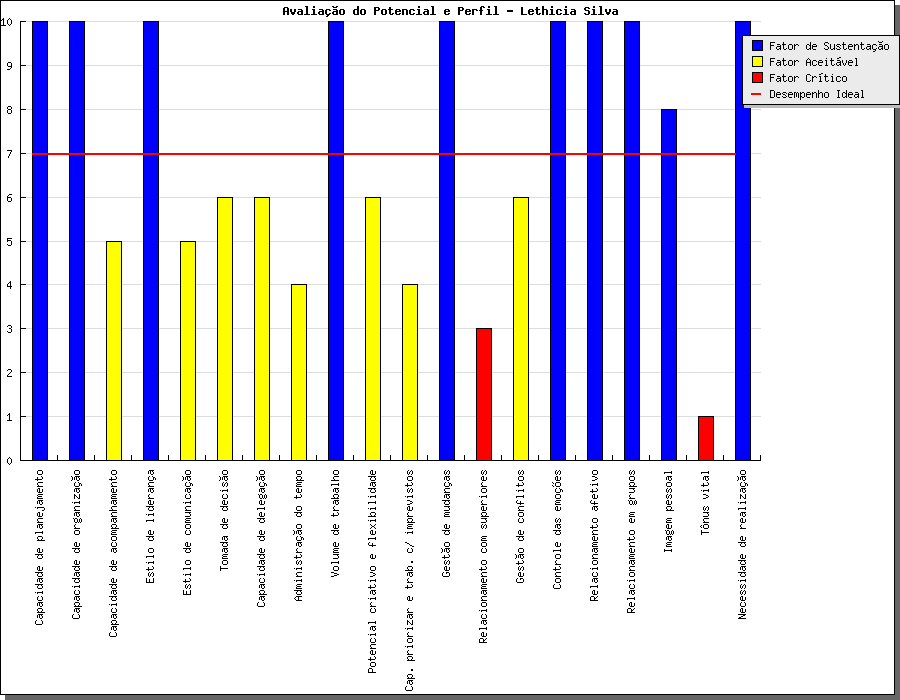 Avaliação do Potencial e Perfil - Lethicia Silva
10
9
8
7
6
5
4
3
2
1
0
Fator de Sustentação
Fator Aceitável
Fator Crítico
Desempenho Ideal
Capacidade de planejamento
Capacidade de organização
Capacidade de acompanhamento
Estilo de liderança
Estilo de comunicação
Tomada de decisão
Capacidade de delegação
Administração do tempo
Volume de trabalho
Potencial criativo e flexibilidade
Cap. priorizar e trab. c/ imprevistos
Gestão de mudanças
Relacionamento com superiores
Gestão de conflitos
Controle das emoções
Relacionamento afetivo
Relacionamento em grupos
Imagem pessoal
Tônus vital
Necessidade de realização